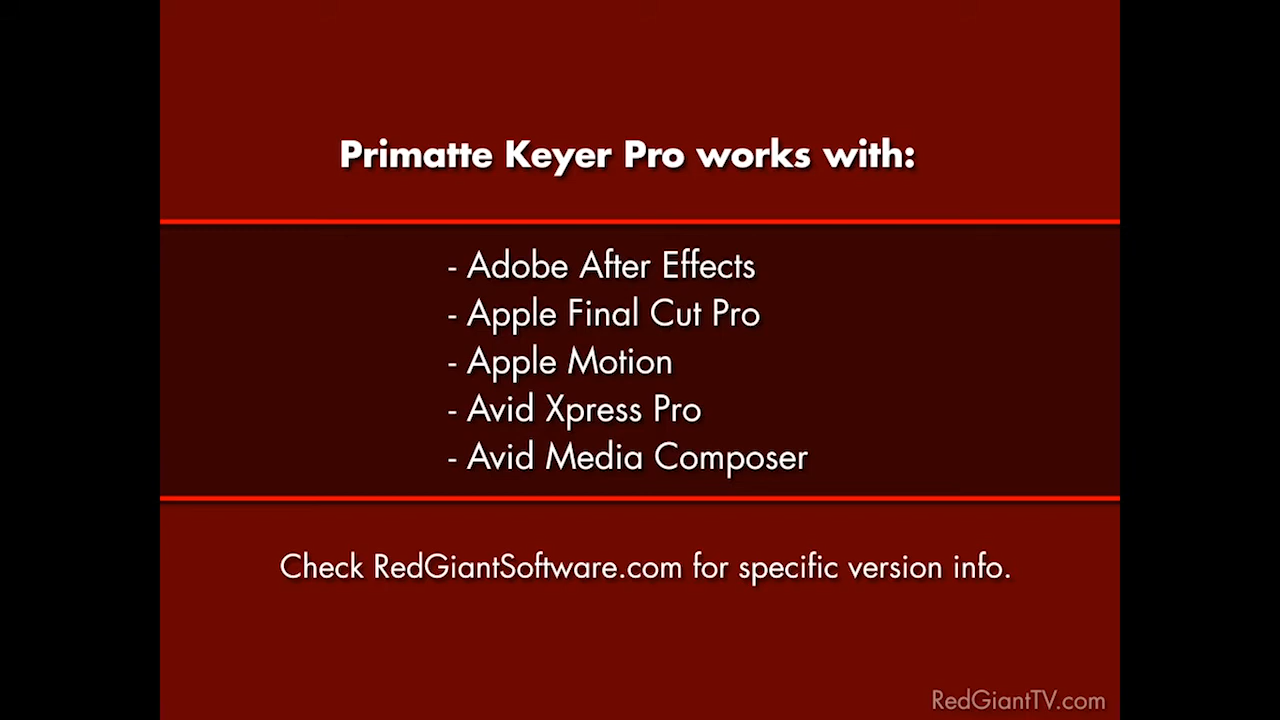 Primatte Keyer Pro works with:
- Adobe After Effects
- Apple Final Cut Pro
- Apple Motion
- Avid Xpress Pro
- Avid Media Composer
Check RedGiantSoftware.com for specific version info.
RedGiantTV.com